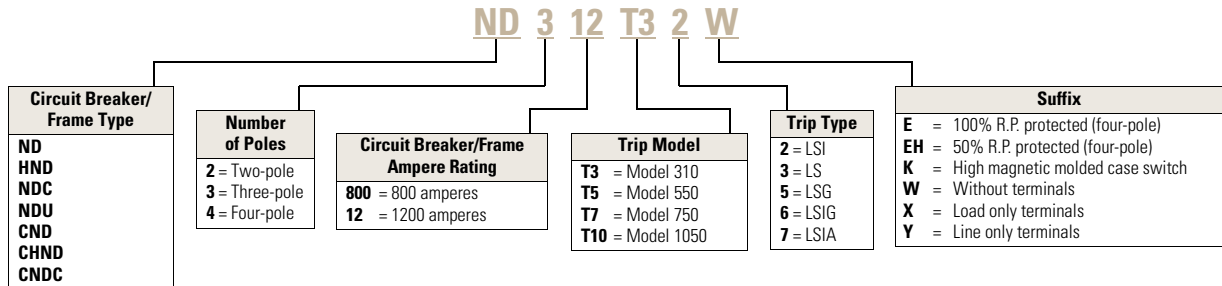 ND 3 12 T3 2 W
Circuit Breaker/
Frame Type
ND
HND
NDC
NDU
CND
CHND
CNDC
Number
of Poles
2 = Two-pole
3 = Three-pole
4 = Four-pole
Circuit Breaker/Frame
Ampere Rating
800 = 800 amperes
12 = 1200 amperes
Trip Model
T3 = Model 310
T5 = Model 550
T7 = Model 750
T10 = Model 1050
Trip Type
2 = LSI
3 = LS
5 = LSG
6 = LSIG
7 = LSIA
Suffix
E = 100% R.P. protected (four-pole)
EH = 50% R.P. protected (four-pole)
K = High magnetic molded case switch
W = Without terminals
X = Load only terminals
Y = Line only terminals